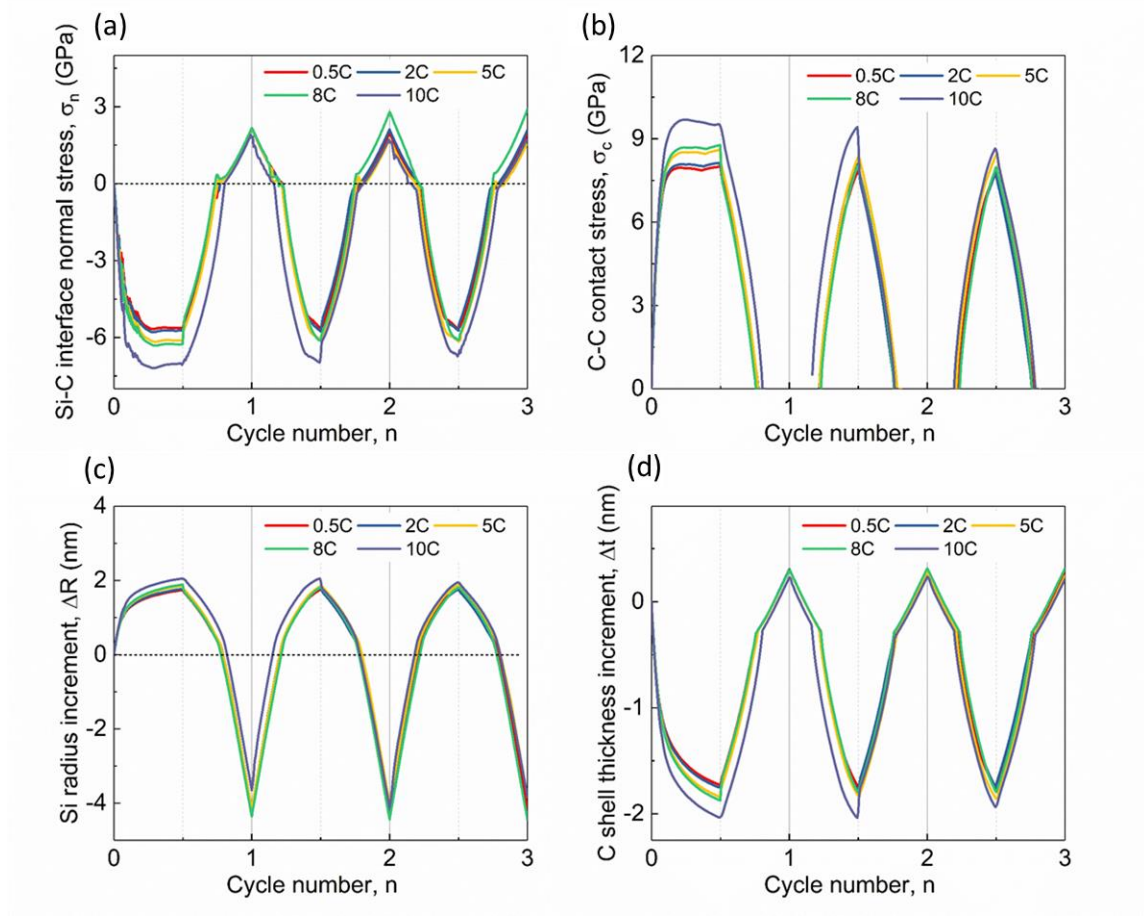 (a)
Si-C interface normal stress, σn (GPa)
0.5C 2C 5C
8C 10C
3
0
-3
-6
0 1 2 3
Cycle number, n
(b)
C-C contact stress, σc (GPa)
12
0.5C 2C 5C
8C 10C
9
6
3
0
0 1 2 3
Cycle number, n
(c)
Si radius increment, ΔR (nm)
4
0.5C 2C 5C
8C 10C
2
0
-2
-4
0 1 2 3
Cycle number, n
(d)
C shell thickness increment, Δt (nm)
0.5C 2C 5C
8C 10C
0
-1
-2
0 1 2 3
Cycle number, n